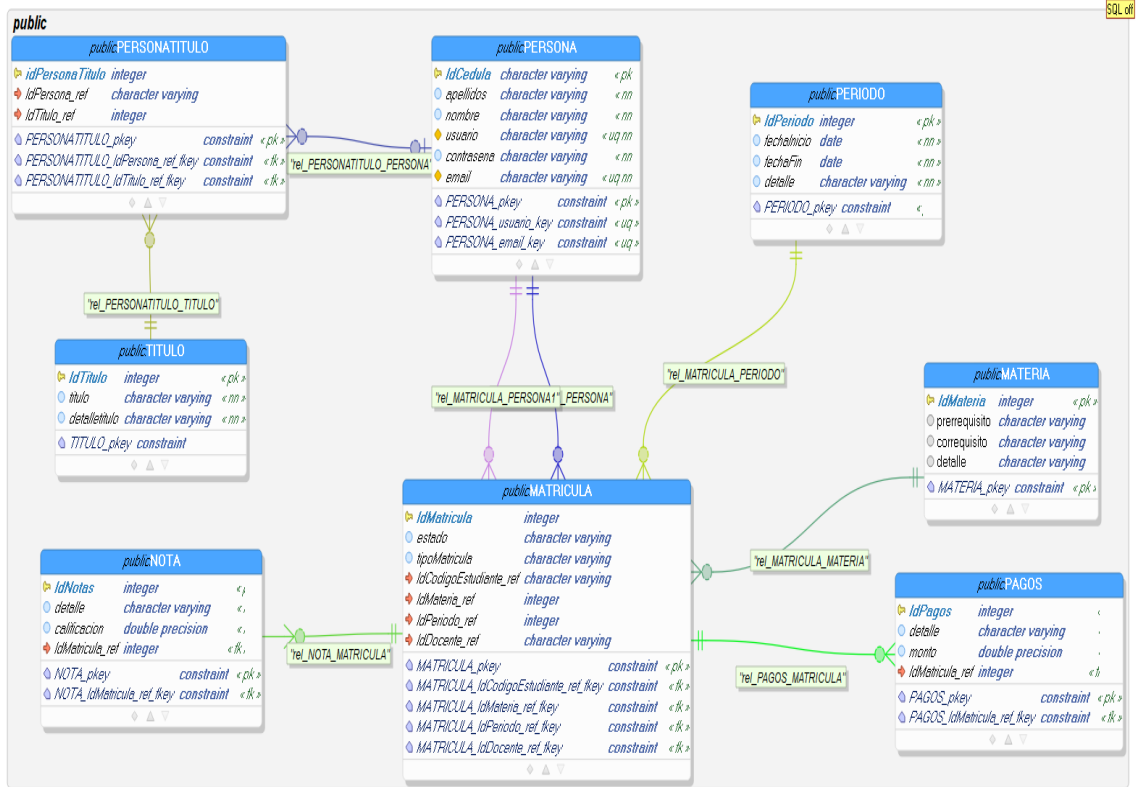 SQL off
public
public.PERSONATITULO
idPersonaTitulo integer
IdPersona_ref character varying
IdTitulo_ref integer
PERSONATITULO_pkey constraint « pk »
PERSONATITULO_IdPersona_ref_fkey constraint « fk »
PERSONATITULO_IdTitulo_ref_fkey constraint « fk »
"rel_PERSONATITULO_PERSONA"
public.PERSONA
IdCedula character varying « pk
apellidos character varying « nn
nombre character varying « nn
usuario character varying « uq nn
contrasena character varying « nn
email character varying « uq nn
PERSONA_pkey constraint « pk »
PERSONA_usuario_key constraint « uq »
PERSONA_email_key constraint « uq »
public.PERIODO
IdPeriodo integer « pk »
fechaInicio date « nn »
fechaFin date « nn »
detalle character varying « nn »
PERIODO_pkey constraint «
"rel_PERSONATITULO_TITULO"
public.TITULO
IdTitulo integer « pk »
titulo character varying « nn »
detalletitulo character varying « nn »
TITULO_pkey constraint
"rel_MATRICULA_PERSONA1"
_PERSONA"
"rel_MATRICULA_PERIODO"
public.MATERIA
IdMateria integer « pk »
prerrequisito character varying
correquisito character varying
detalle character varying
MATERIA_pkey constraint « pk »
"rel_MATRICULA_MATERIA"
public.MATRICULA
IdMatricula integer
estado character varying
tipoMatricula character varying
IdCodigoEstudiante_ref character varying
IdMateria_ref integer
IdPeriodo_ref integer
IdDocente_ref character varying
MATRICULA_pkey constraint « pk »
MATRICULA_IdCodigoEstudiante_ref_fkey constraint « fk »
MATRICULA_IdMateria_ref_fkey constraint « fk »
MATRICULA_IdPeriodo_ref_fkey constraint « fk »
MATRICULA_IdDocente_ref_fkey constraint « fk »
public.NOTA
IdNotas integer «
detalle character varying «
calificacion double precision «
IdMatricula_ref integer « fk
NOTA_pkey constraint « pk »
NOTA_IdMatricula_ref_fkey constraint « fk »
"rel_NOTA_MATRICULA"
"rel_PAGOS_MATRICULA"
public.PAGOS
IdPagos integer
detalle character varying
monto double precision
IdMatricula_ref integer
PAGOS_pkey constraint « pk »
PAGOS_IdMatricula_ref_fkey constraint « fk »